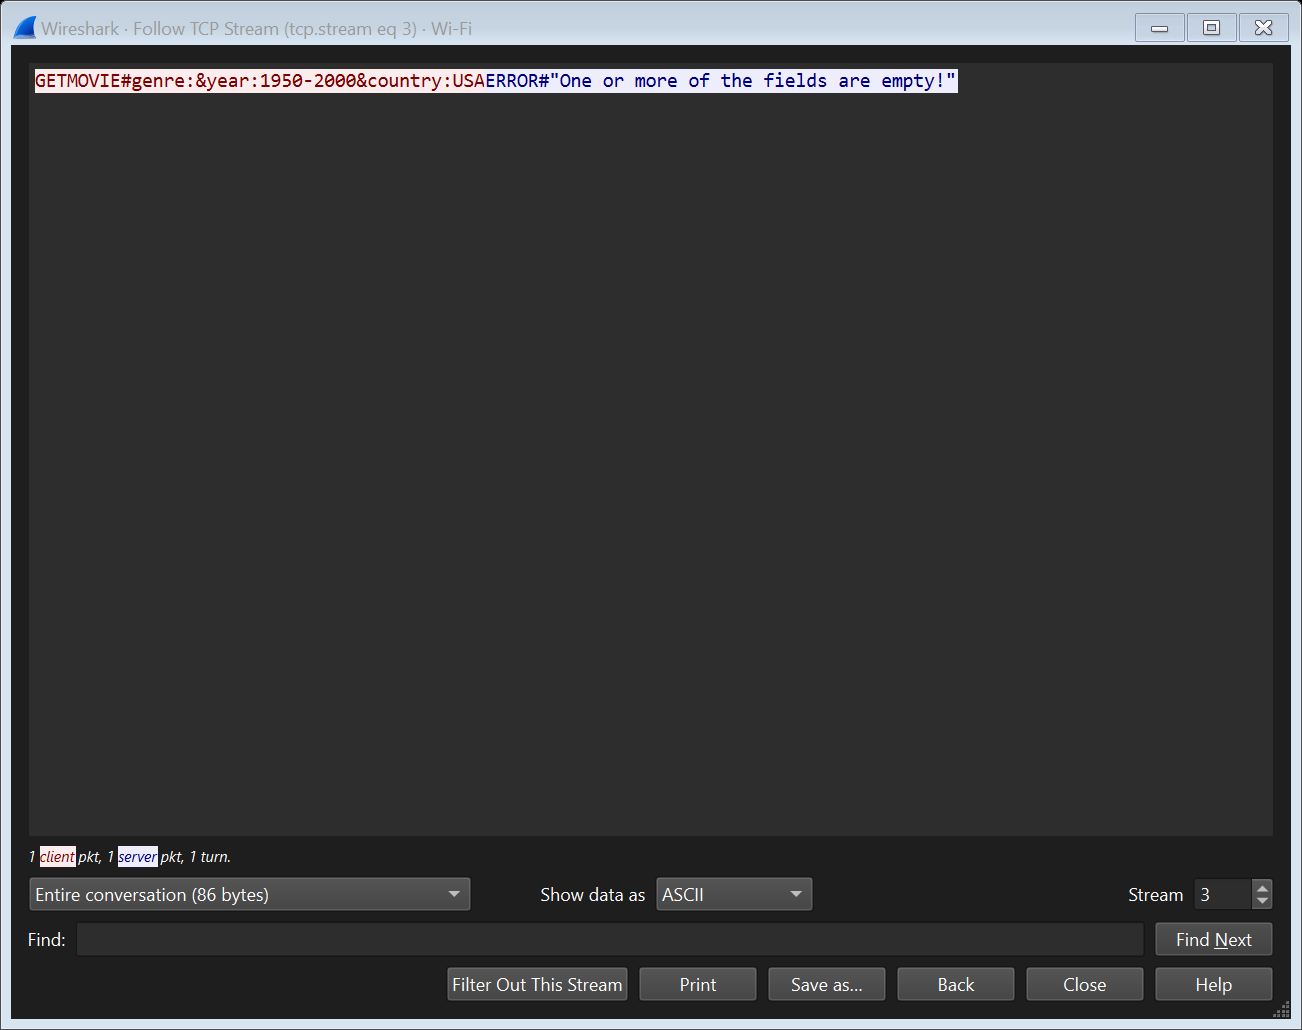 Wireshark · Follow TCP Stream (tcp.stream eq 3) · Wi-Fi
GETMOVIE#genre:&year:1950-2000&country:USAERROR#"One or more of the fields are empty!"
1 client pkt, 1 server pkt, 1 turn.
Entire conversation (86 bytes) Show data as ASCII Stream 3
Find: Find Next
Filter Out This Stream Print Save as... Back Close Help